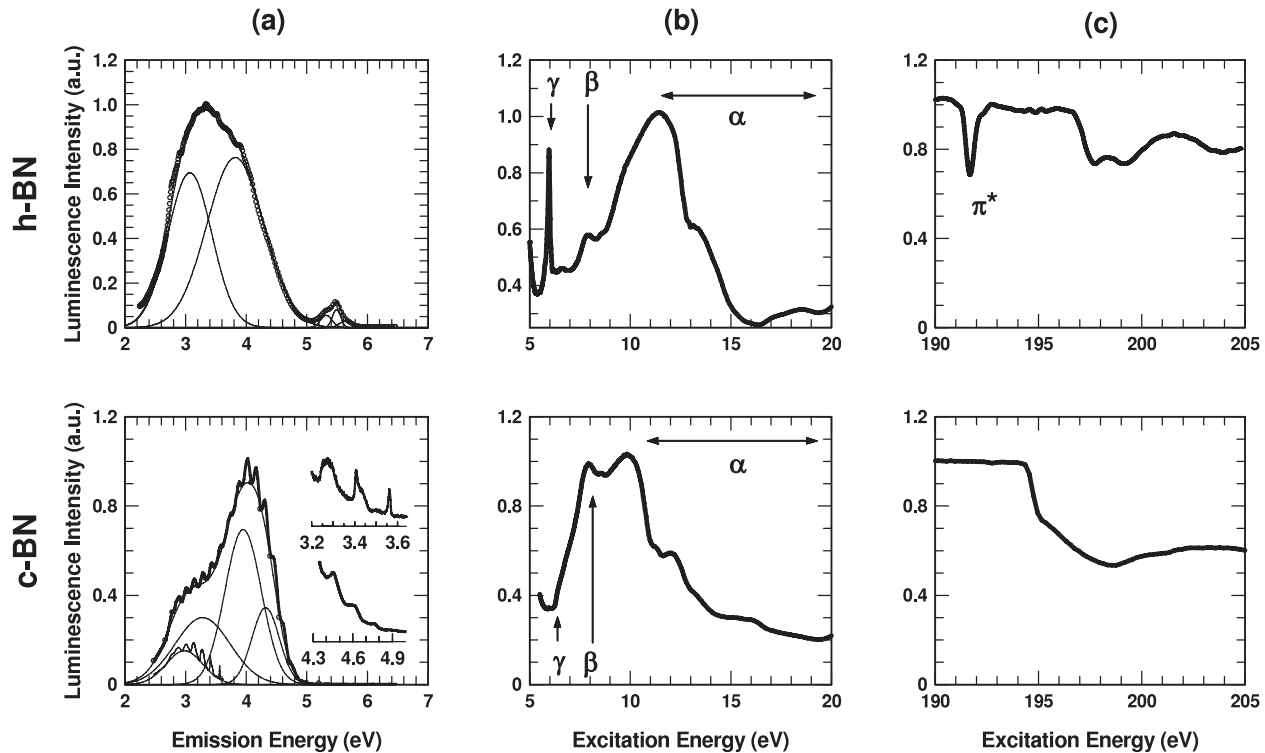 (a) (b) (c)
h-BN
Luminescence Intensity (a.u.)
1.2
1.0
0.8
0.6
0.4
0.2
0
2 3 4 5 6 7
1.2
1.0
0.8
0.6
0.4
γ
β
α
5 10 15 20
1.2
0.8
0.4
0
π*
190 195 200 205
c-BN
Luminescence Intensity (a.u.)
1.2
0.8
0.4
0
3.2 3.4 3.6
4.3 4.6 4.9
2 3 4 5 6 7
Emission Energy (eV)
1.2
0.8
0.4
0
α
γ
β
5 10 15 20
Excitation Energy (eV)
1.2
0.8
0.4
0
190 195 200 205
Excitation Energy (eV)